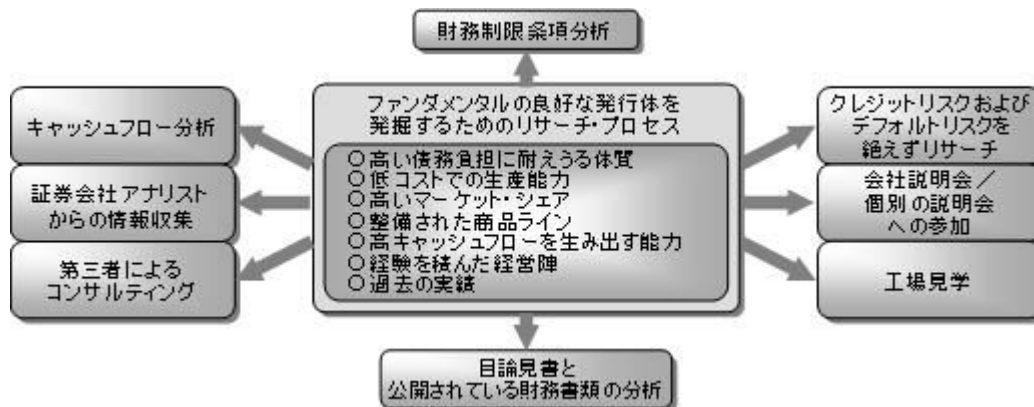 財務制限条項分析
キャッシュフロー分析
証券会社アナリスト
からの情報収集
第三者による
コンサルティング
ファンダメンタルの良好な発行体を
発掘するためのリサーチ・プロセス
○高い債務負担に耐えうる体質
○低コストでの生産能力
○高いマーケット・シェア
○整備された商品ライン
○高キャッシュフローを生み出す能力
○経験を積んだ経営陣
○過去の実績
クレジットリスクおよび
デフォルトリスクを
絶えずリサーチ
会社説明会／
個別の説明会
への参加
工場見学
目論見書と
公開されている財務書類の分析